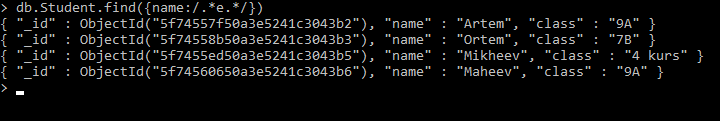 > db.Student.find({name:/.*e.*/})
{ "_id" : ObjectId("5f74557f50a3e5241c3043b2"), "name" : "Artem", "class" : "9A" }
{ "_id" : ObjectId("5f74558b50a3e5241c3043b3"), "name" : "Ortem", "class" : "7B" }
{ "_id" : ObjectId("5f7455ed50a3e5241c3043b5"), "name" : "Mikheev", "class" : "4 kurs" }
{ "_id" : ObjectId("5f74560650a3e5241c3043b6"), "name" : "Maheev", "class" : "9A" }
>